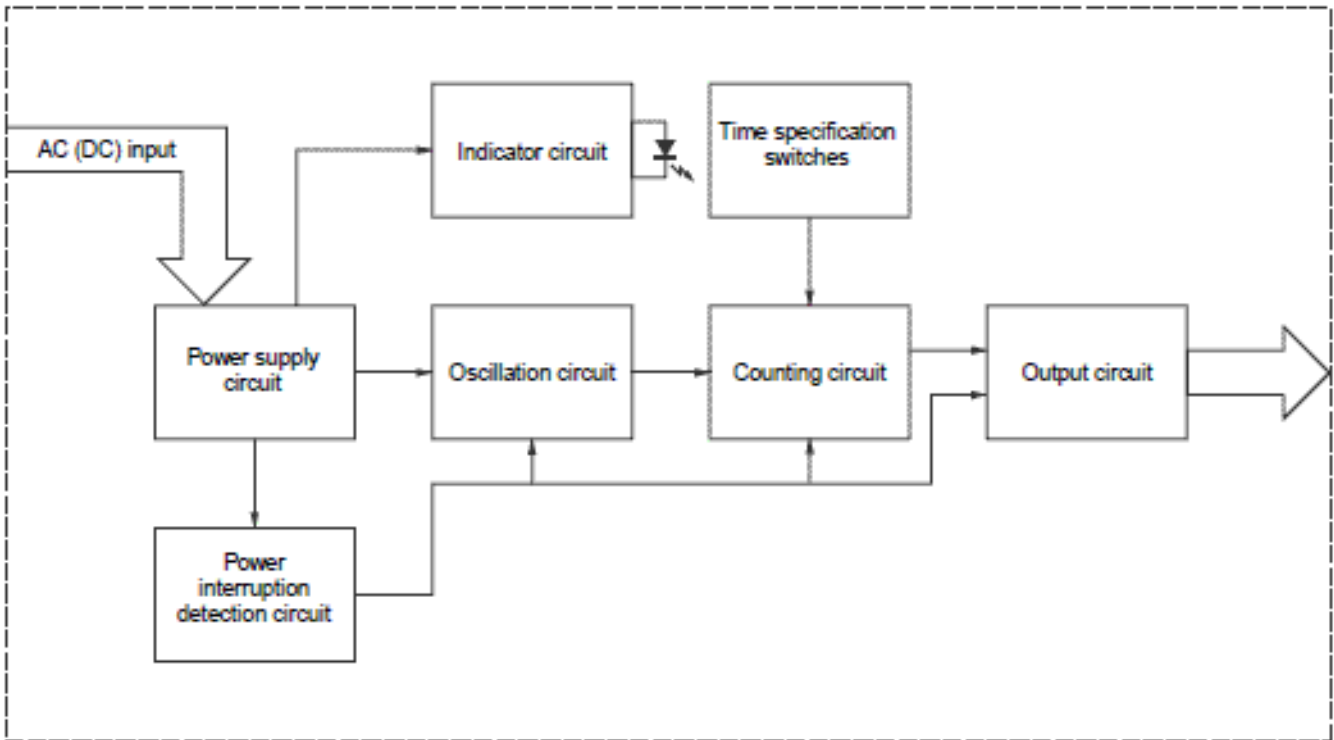 AC (DC) input
Indicator circuit
Time specification
switches
Power supply
circuit
Oscillation circuit
Counting circuit
Output circuit
Power
interruption
detection circuit